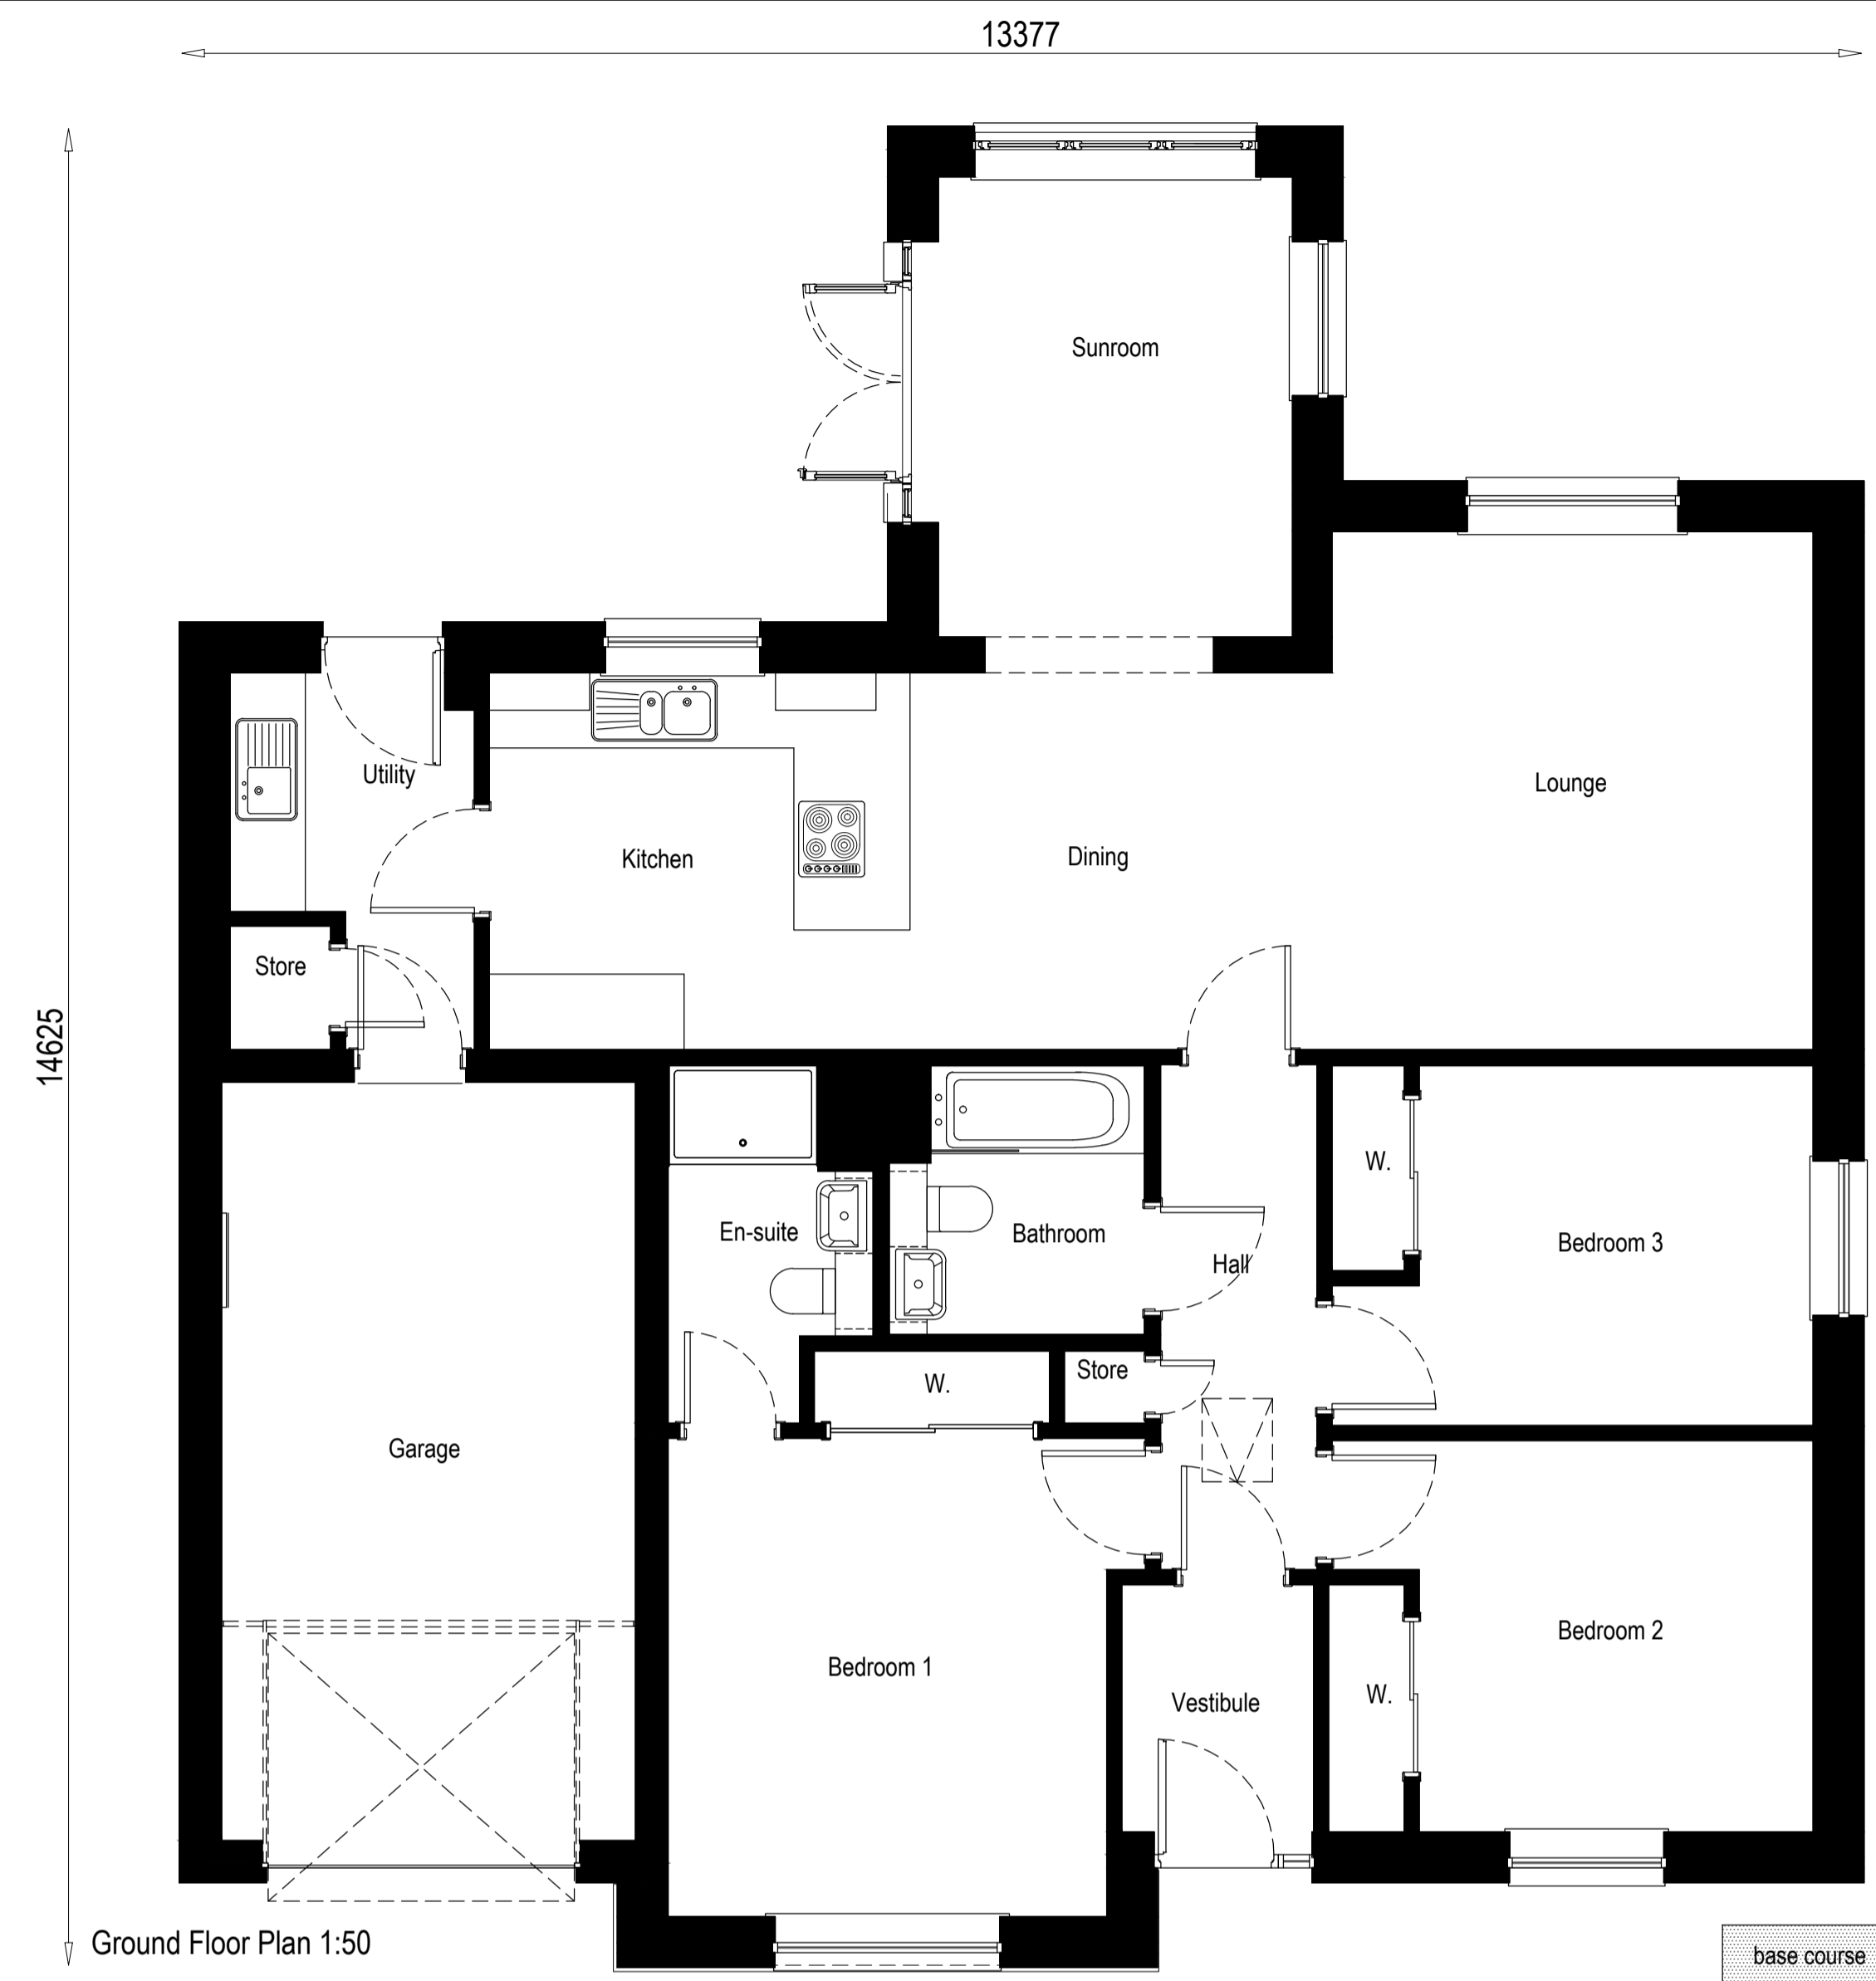 13377
14625
Sunroom
Utility
Lounge
Kitchen
Dining
Store
W.
En-suite
Bathroom
Hall
Bedroom 3
Store
W.
Garage
Bedroom 1
Bedroom 2
Vestibule
W.
Ground Floor Plan 1:50
base course